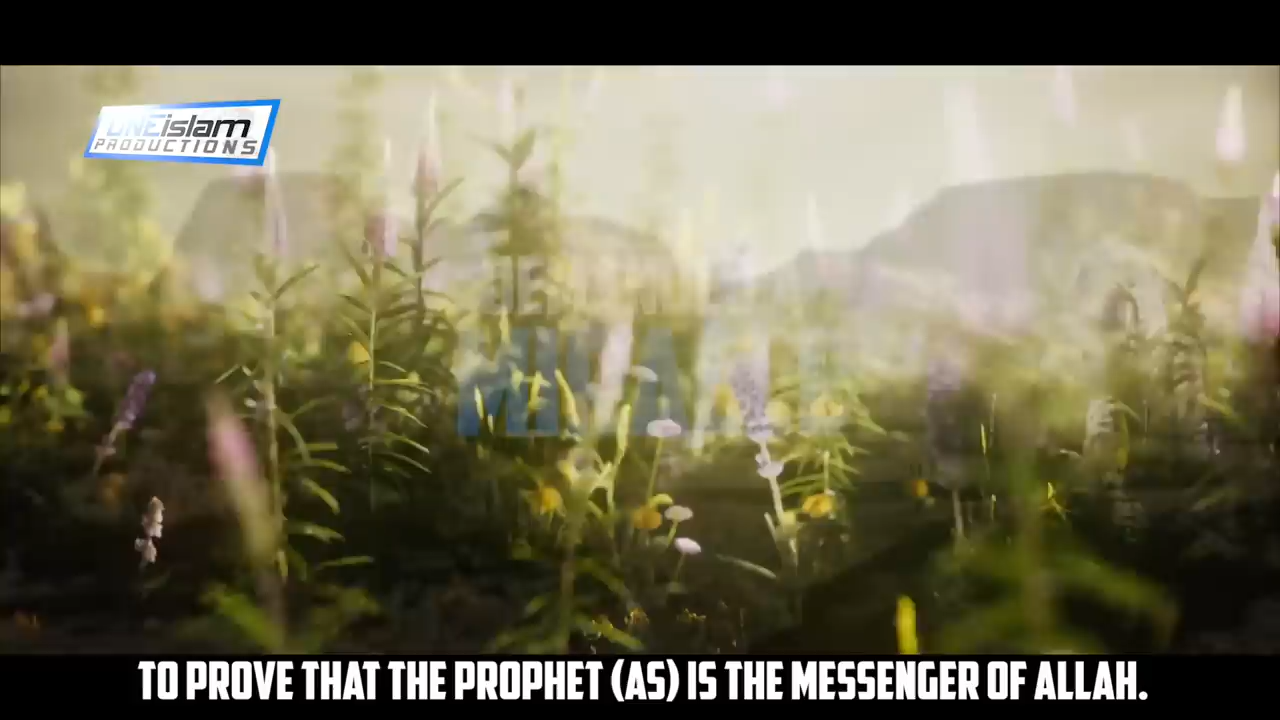 ONEislam
PRODUCTIONS
TO PROVE THAT THE PROPHET (AS) IS THE MESSENGER OF ALLAH.